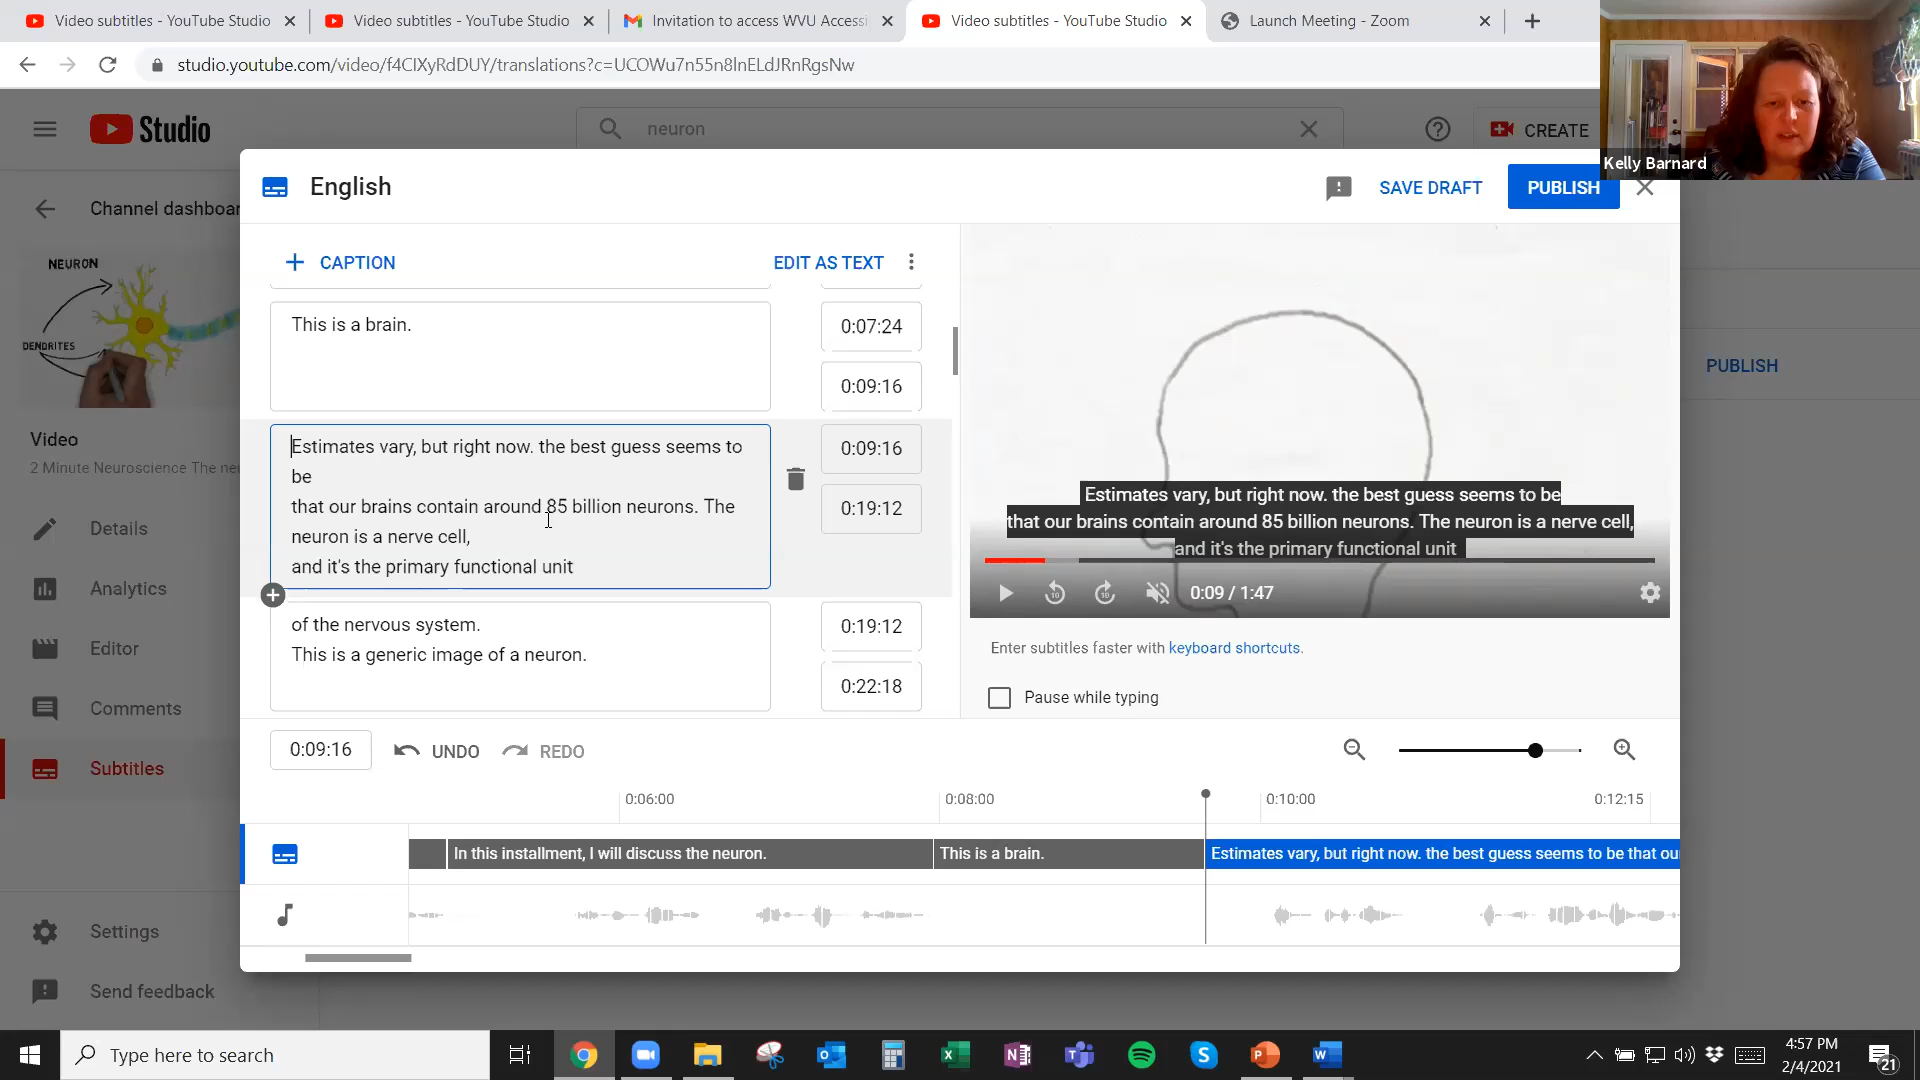 Video subtitles - YouTube Studio
Video subtitles - YouTube Studio
Invitation to access WVU Accessi
Video subtitles - YouTube Studio
Launch Meeting - Zoom
studio.youtube.com/video/f4ClXyRdDUY/translations?c=UCOWu7n55n8lnELdJRnRgsNw
Kelly Barnard
Studio
neuron
CREATE
English
SAVE DRAFT
PUBLISH
Channel dashboar
NEURON
DENDRITES
CAPTION
EDIT AS TEXT
This is a brain.
0:07:24
0:09:16
PUBLISH
Video
2 Minute Neuroscience The neu
Estimates vary, but right now. the best guess seems to
be
that our brains contain around 85 billion neurons. The
neuron is a nerve cell,
and it's the primary functional unit
0:09:16
0:19:12
Estimates vary, but right now. the best guess seems to be
that our brains contain around 85 billion neurons. The neuron is a nerve cell,
and it's the primary functional unit
10
10
0:09 / 1:47
of the nervous system.
This is a generic image of a neuron.
0:19:12
0:22:18
Enter subtitles faster with keyboard shortcuts.
Pause while typing
Details
Analytics
Editor
Comments
Subtitles
Settings
Send feedback
0:09:16
UNDO
REDO
0:06:00
0:08:00
0:10:00
0:12:15
In this installment, I will discuss the neuron.
This is a brain.
Estimates vary, but right now. the best guess seems to be that ou
Type here to search
4:57 PM
2/4/2021
21